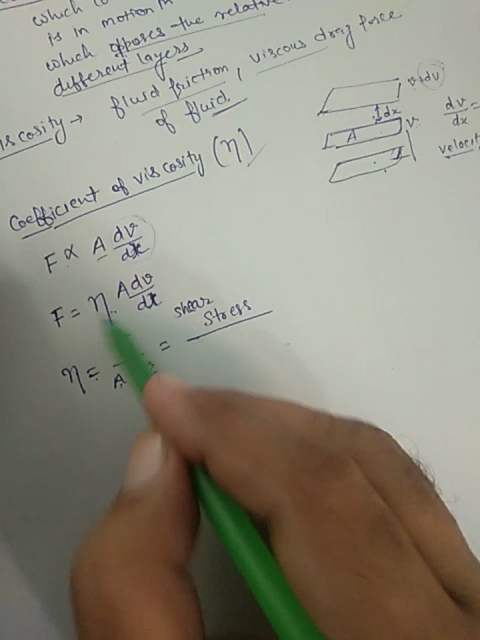 which
is in motion
which opposes the relative
different layers
viscosity → fluid friction, viscous drag force
of fluid.
v+dv
dx
A
v
dv/dx =
velocity
Coefficient of viscosity (η)
F ∝ A dv/dx
F = η A dv/dx
η = = shear stress
A